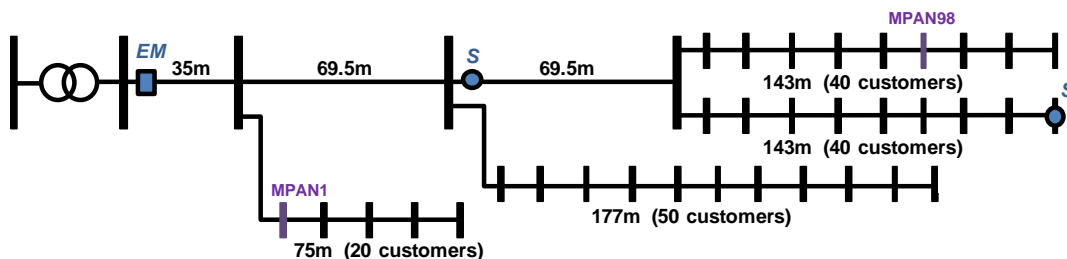 MPAN98
EM
S
35m
69.5m
69.5m
143m (40 customers)
S
143m (40 customers)
MPAN1
177m (50 customers)
75m (20 customers)